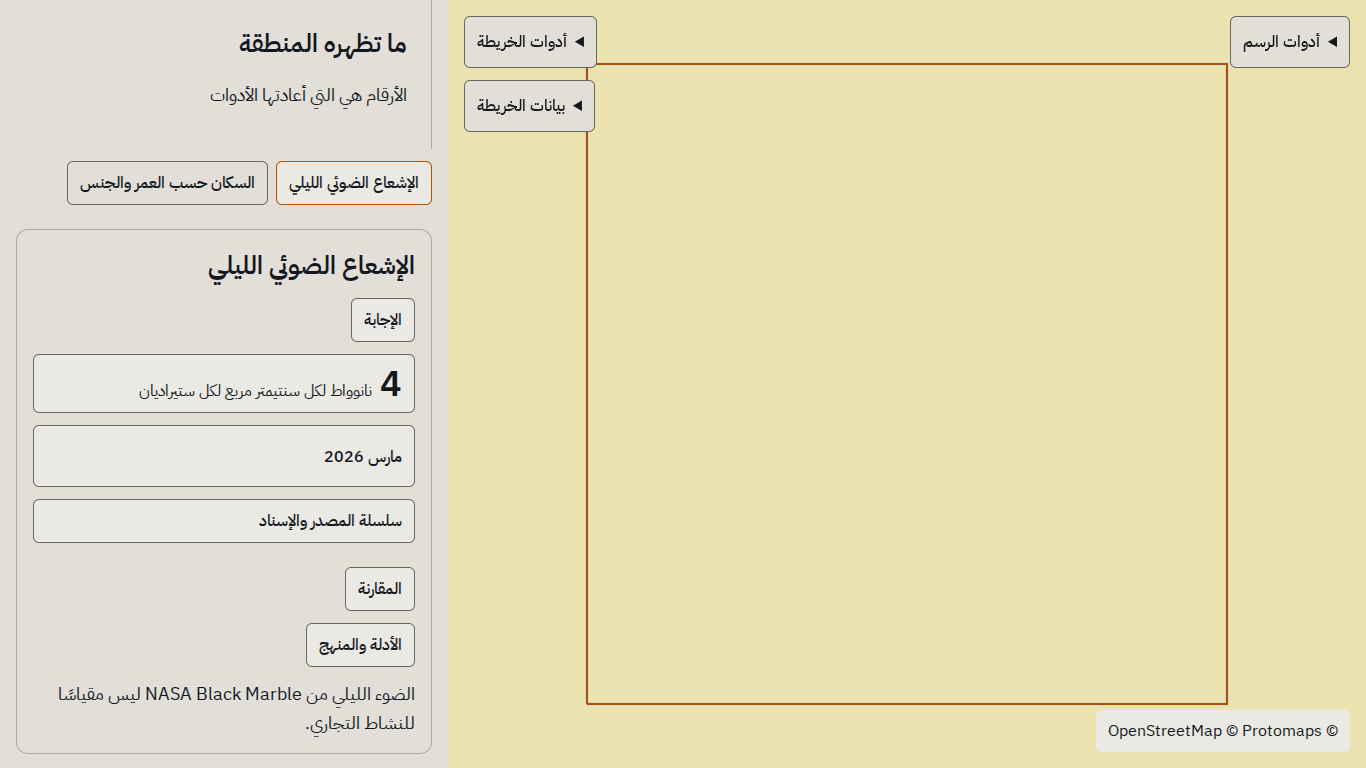 ما تظهره المنطقة
الأرقام هي التي أعادتها الأدوات
الإشعاع الضوئي الليلي
السكان حسب العمر والجنس
الإشعاع الضوئي الليلي
الإجابة
4 نانوواط لكل سنتيمتر مربع لكل ستيراديان
مارس 2026
سلسلة المصدر والإسناد
المقارنة
الأدلة والمنهج
الضوء الليلي من NASA Black Marble ليس مقياسًا
للنشاط التجاري.
أدوات الرسم
أدوات الخريطة
بيانات الخريطة
OpenStreetMap © Protomaps ©